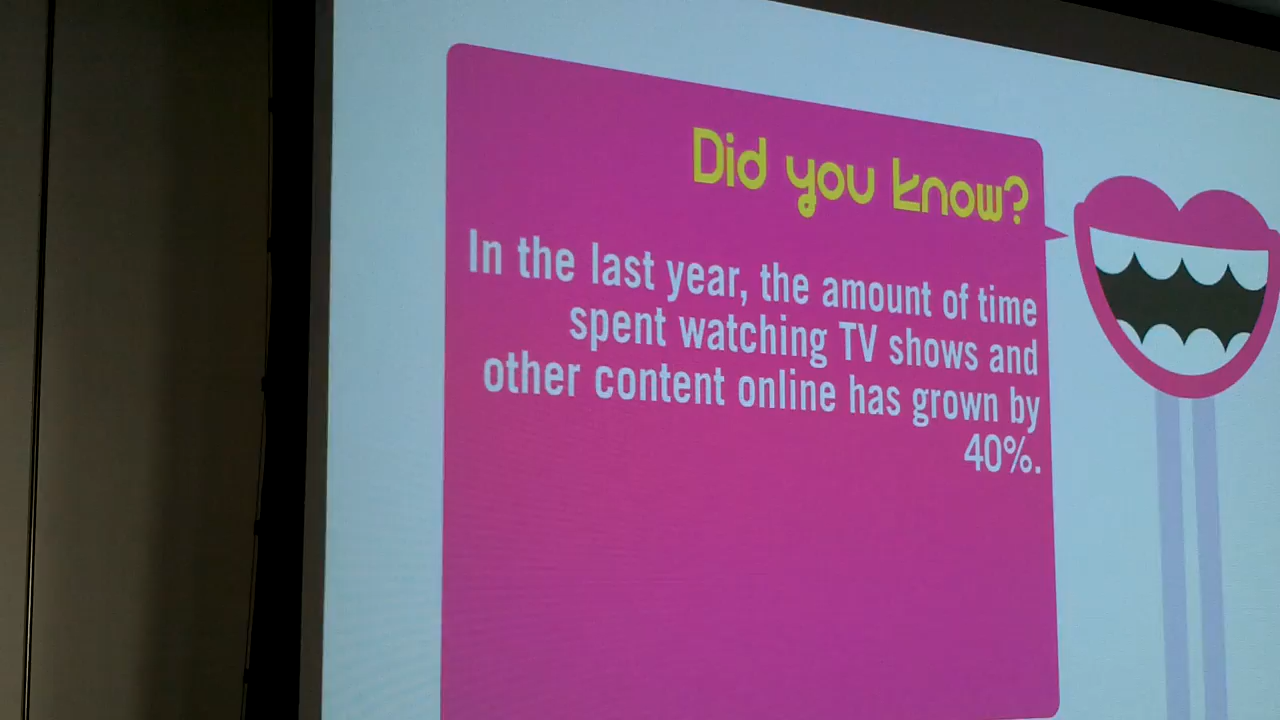 Did you know?
In the last year, the amount of time
spent watching TV shows and
other content online has grown by
40%.